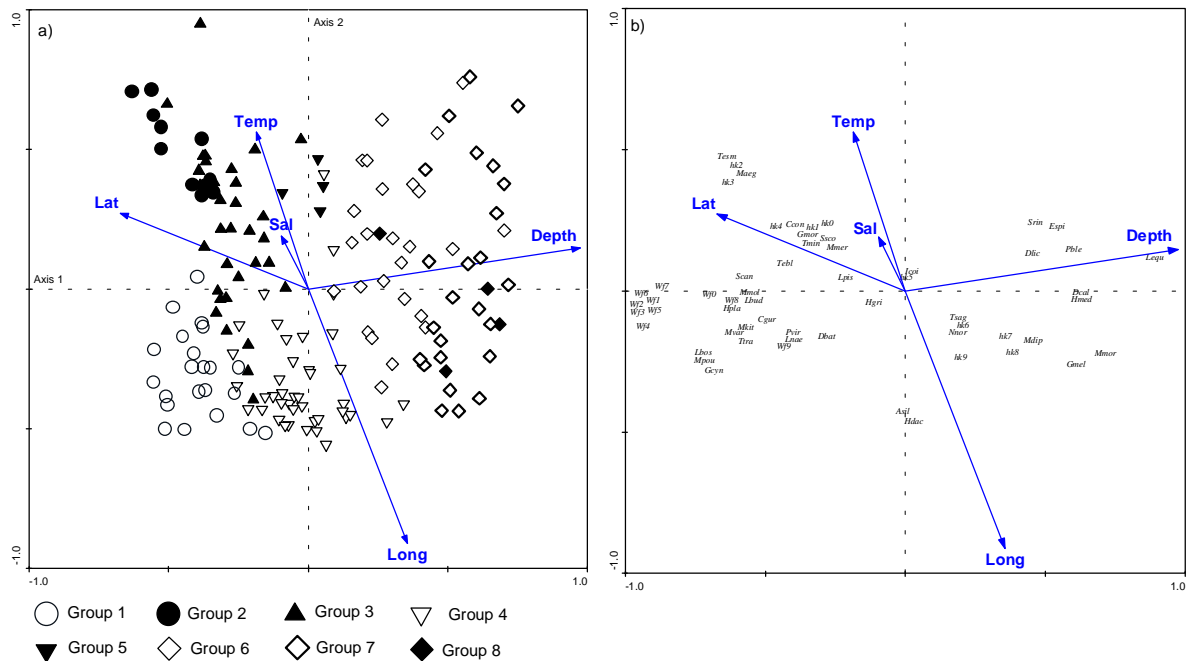 1.0
a)
Axis 2
Temp
Lat
Sal
Depth
Axis 1
Long
-1.0
-1.0
1.0
b)
Temp
Tesm
hk2
Maeg
hk3
Lat
Sal
hk4
Ccon
hk1
hk0
Gmor
Ssco
Tmin
Mmer
Srin
Espi
Depth
Dlic
Pble
Lequ
Tebl
Scan
Lpis
hk5
Wf6
Wf7
Wf2
Wf1
Wf3
Wf5
Wf4
Wf0
Mmol
Wf8
Lbud
Hpla
Hgri
Hmed
Cgur
Mkit
Mvar
Ttra
Pvir
Lnae
Wf9
Dbat
Tsag
hk6
Nnor
hk7
hk8
Mdip
hk9
Mmor
Gmel
Lbos
Mpou
Gcyn
Asil
Hdac
Long
-1.0
-1.0
1.0
Group 1
Group 2
Group 3
Group 4
Group 5
Group 6
Group 7
Group 8